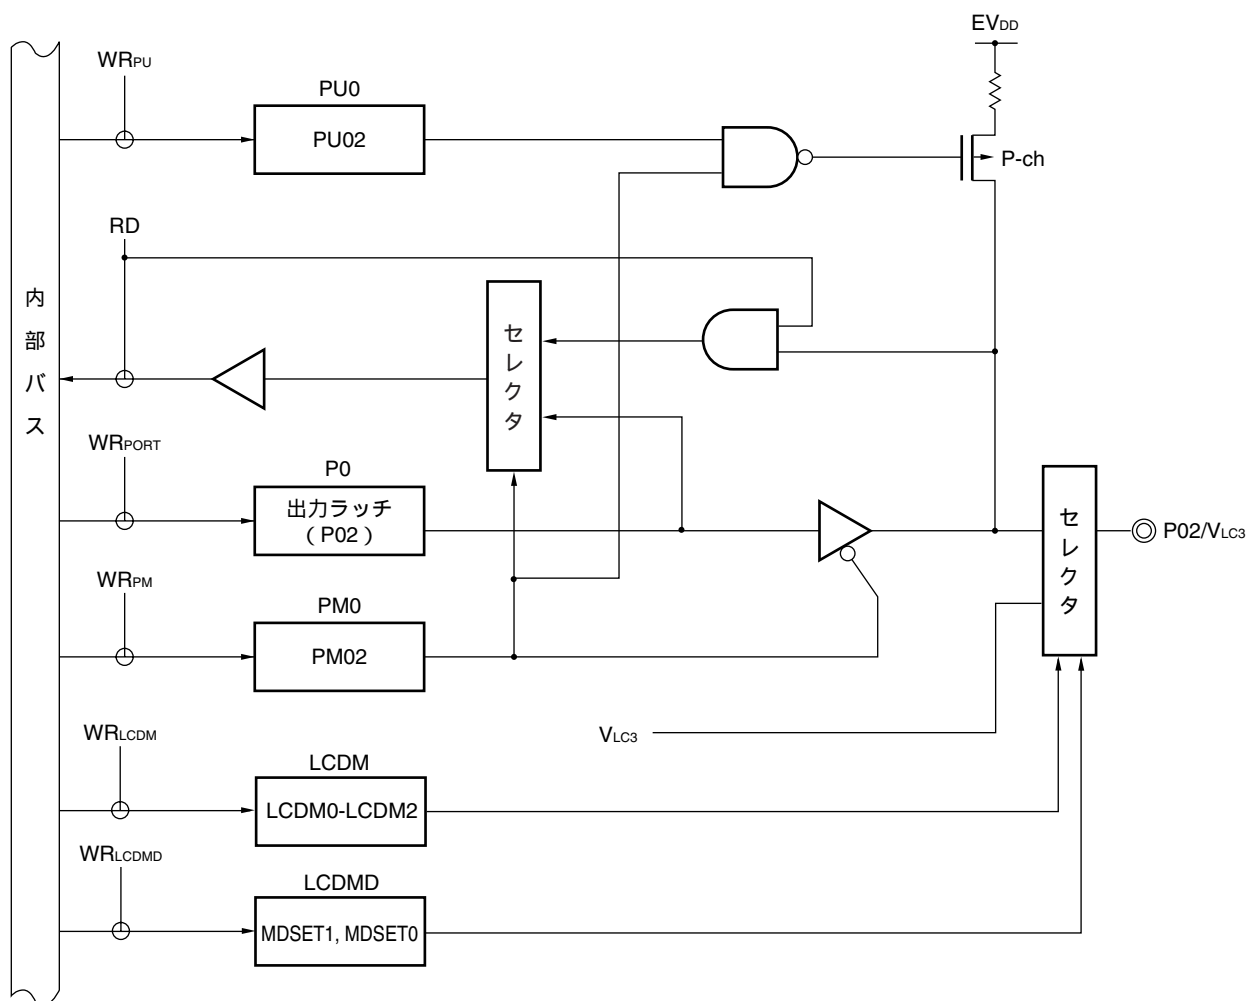 EVDD
WRPU
PU0
PU02
P-ch
RD
内部バス
セレクタ
WRPORT
P0
出力ラッチ
(P02)
セレクタ
P02/VLC3
WRPM
PM0
PM02
VLC3
WRLCDM
LCDM
LCDM0-LCDM2
WRLCDMD
LCDMD
MDSET1, MDSET0